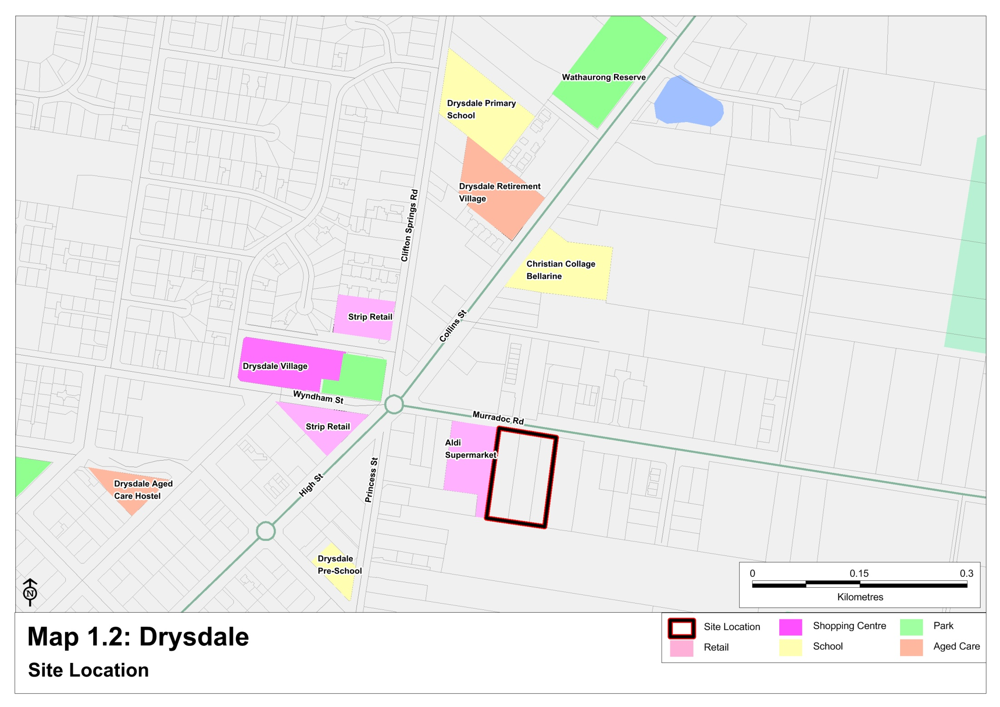 Wathaurong Reserve
Drysdale Primary
School
Drysdale Retirement
Village
Clifton Springs Rd
Christian Collage
Bellarine
Strip Retail
Collins St
Drysdale Village
Wyndham St
Murradoc Rd
Strip Retail
Aldi
Supermarket
Princess St
High St
Drysdale Aged
Care Hostel
Drysdale
Pre-School
N
0 0.15 0.3
Kilometres
Map 1.2: Drysdale
Site Location
Site Location
Shopping Centre
Park
Retail
School
Aged Care